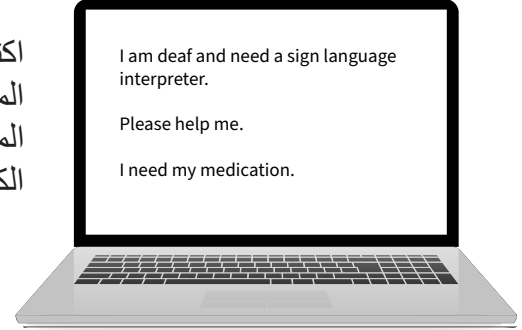 I am deaf and need a sign language
interpreter.
Please help me.
I need my medication.